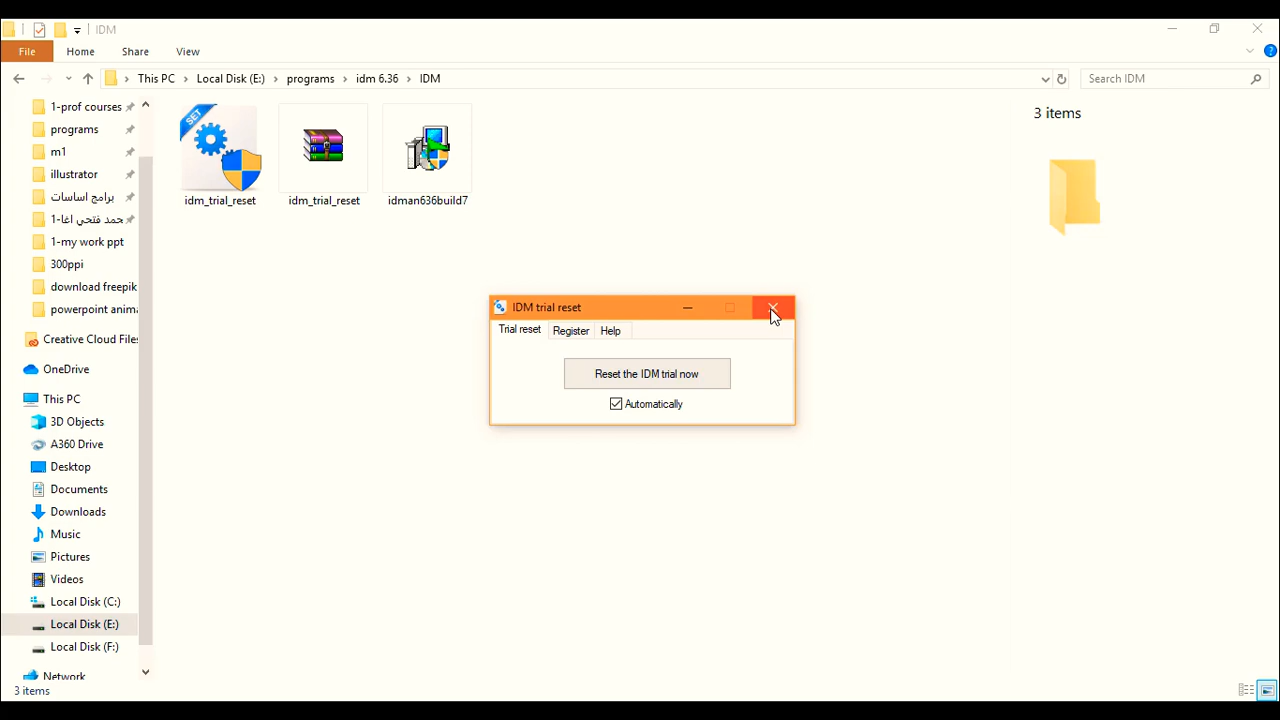 IDM
File Home Share View
This PC Local Disk (E:) programs idm 6.36 IDM
Search IDM
1-prof courses
programs
m1
illustrator
برامج اساسات
حمد فتحي اغا-1
1-my work ppt
300ppi
download freepik
powerpoint anima
Creative Cloud Files
OneDrive
This PC
3D Objects
A360 Drive
Desktop
Documents
Downloads
Music
Pictures
Videos
Local Disk (C:)
Local Disk (E:)
Local Disk (F:)
Network
3 items
SET
idm_trial_reset
idm_trial_reset
idman636build7
3 items
IDM trial reset
Trial reset Register Help
Reset the IDM trial now
Automatically